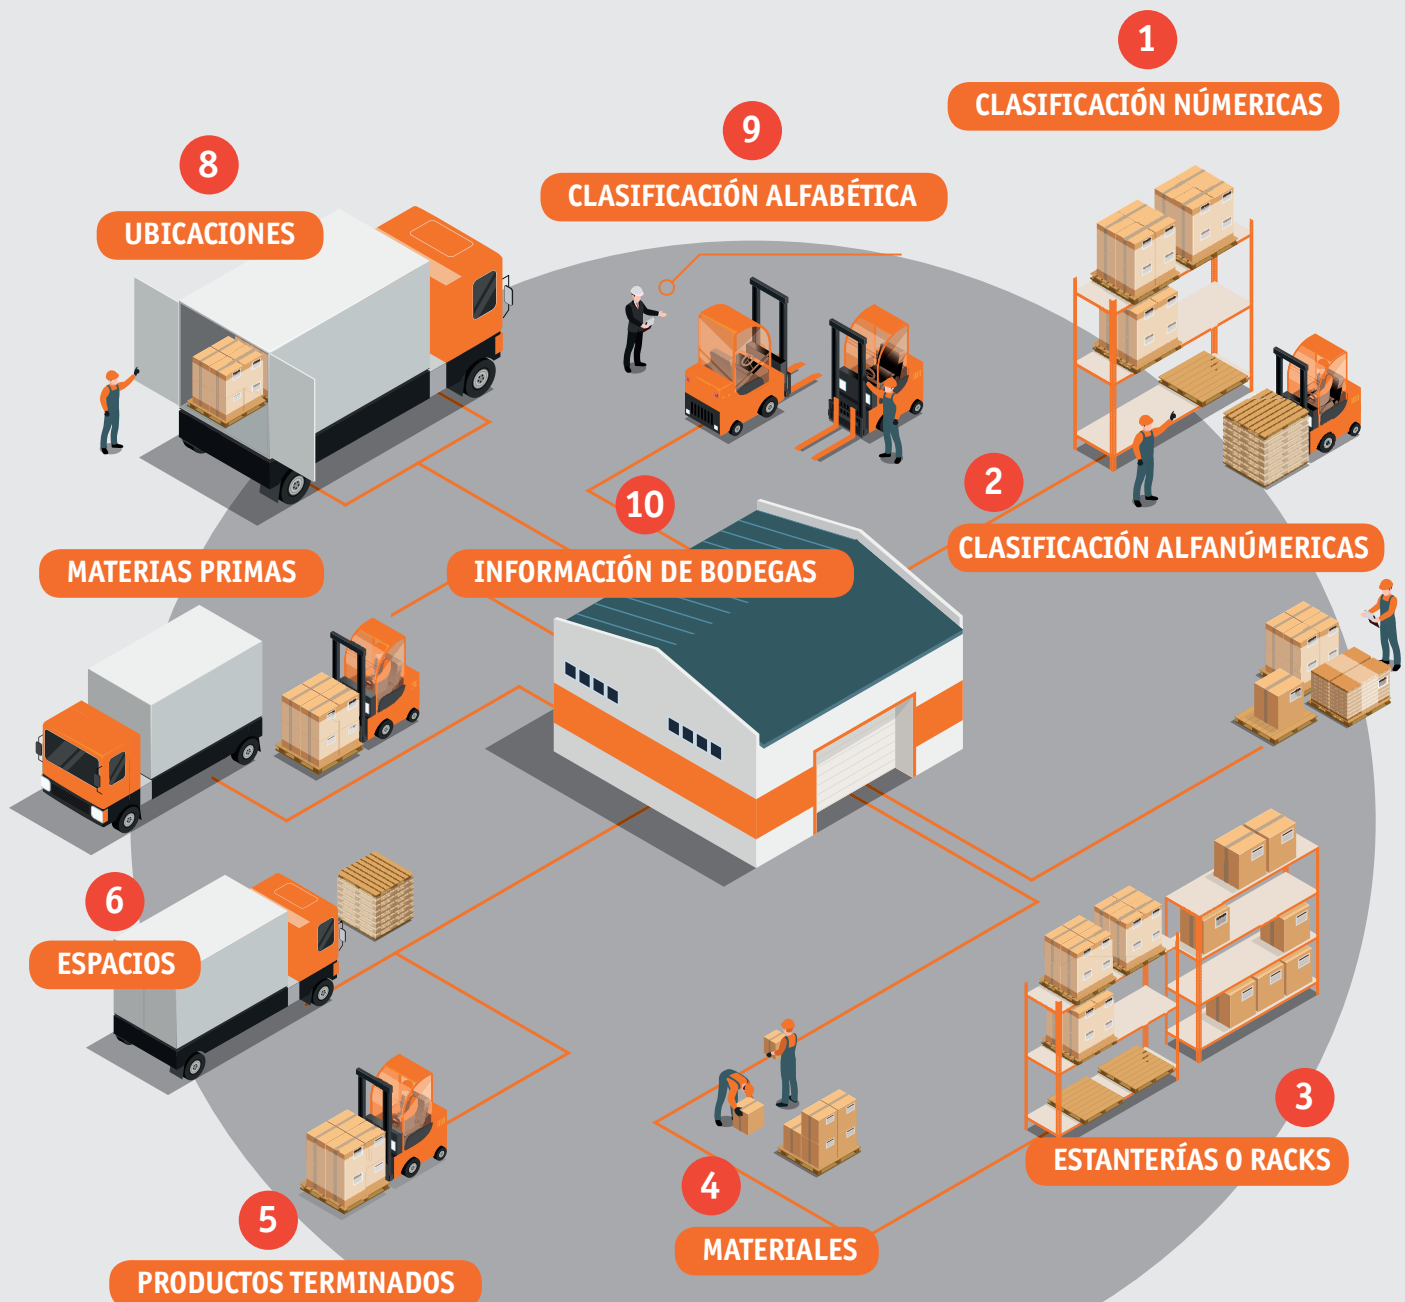 1
CLASIFICACIÓN NÚMERICAS
9
CLASIFICACIÓN ALFABÉTICA
8
UBICACIONES
2
CLASIFICACIÓN ALFANÚMERICAS
10
INFORMACIÓN DE BODEGAS
MATERIAS PRIMAS
6
ESPACIOS
3
ESTANTERÍAS O RACKS
4
MATERIALES
5
PRODUCTOS TERMINADOS